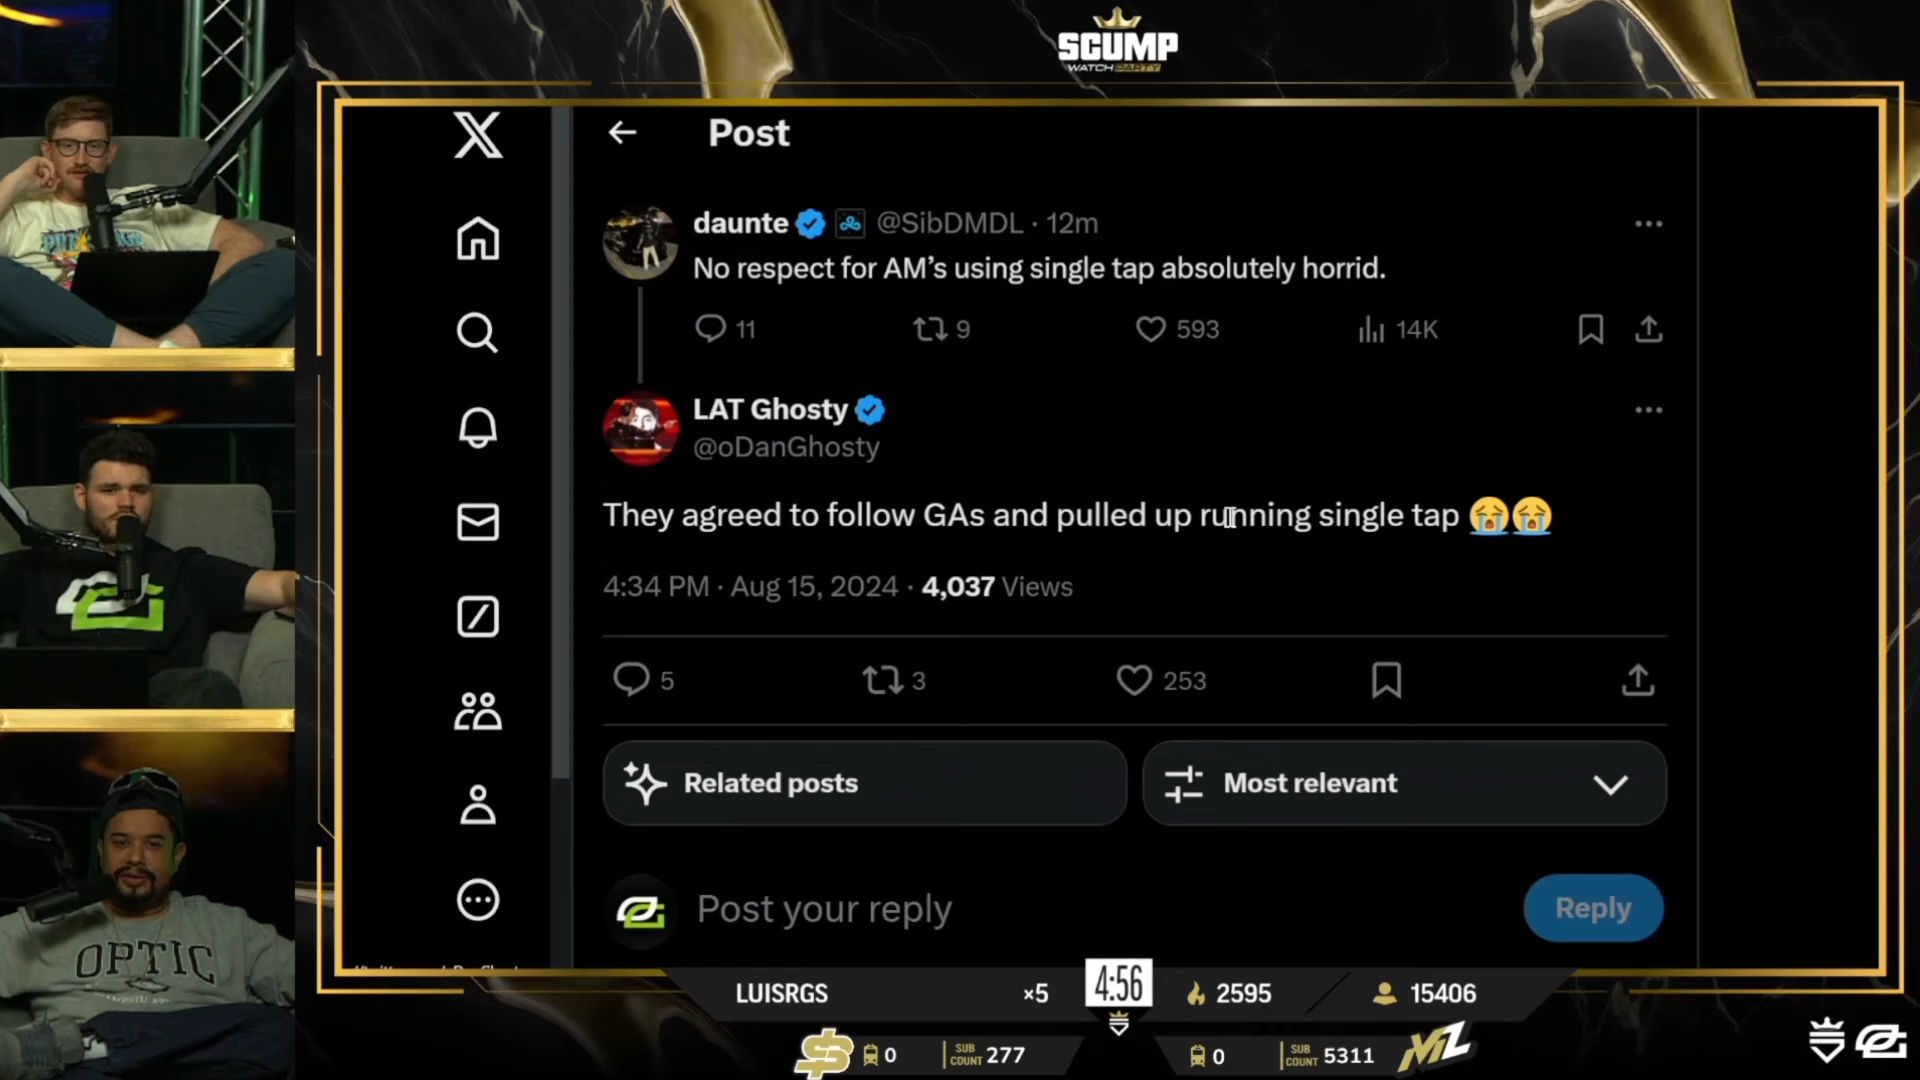 SCUMP
WATCH PARTY
Post
daunte @SibDMDL · 12m
No respect for AM's using single tap absolutely horrid.
11 9 593 14K
LAT Ghosty
@oDanGhosty
They agreed to follow GAs and pulled up running single tap 😭😭
4:34 PM · Aug 15, 2024 · 4,037 Views
5 3 253
Related posts
Most relevant
Post your reply
Reply
OPTIC
LUISRGS x5
4:56
2595
15406
0
SUB COUNT 277
0
SUB COUNT 5311
MZ